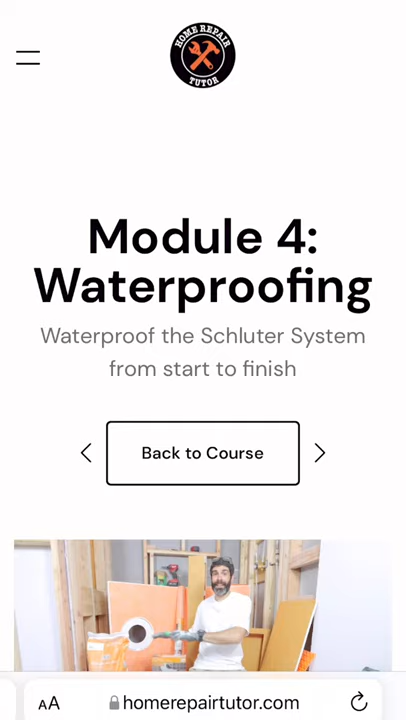 HOME REPAIR
TUTOR
Module 4:
Waterproofing
Waterproof the Schluter System
from start to finish
Back to Course
AA
homerepairtutor.com